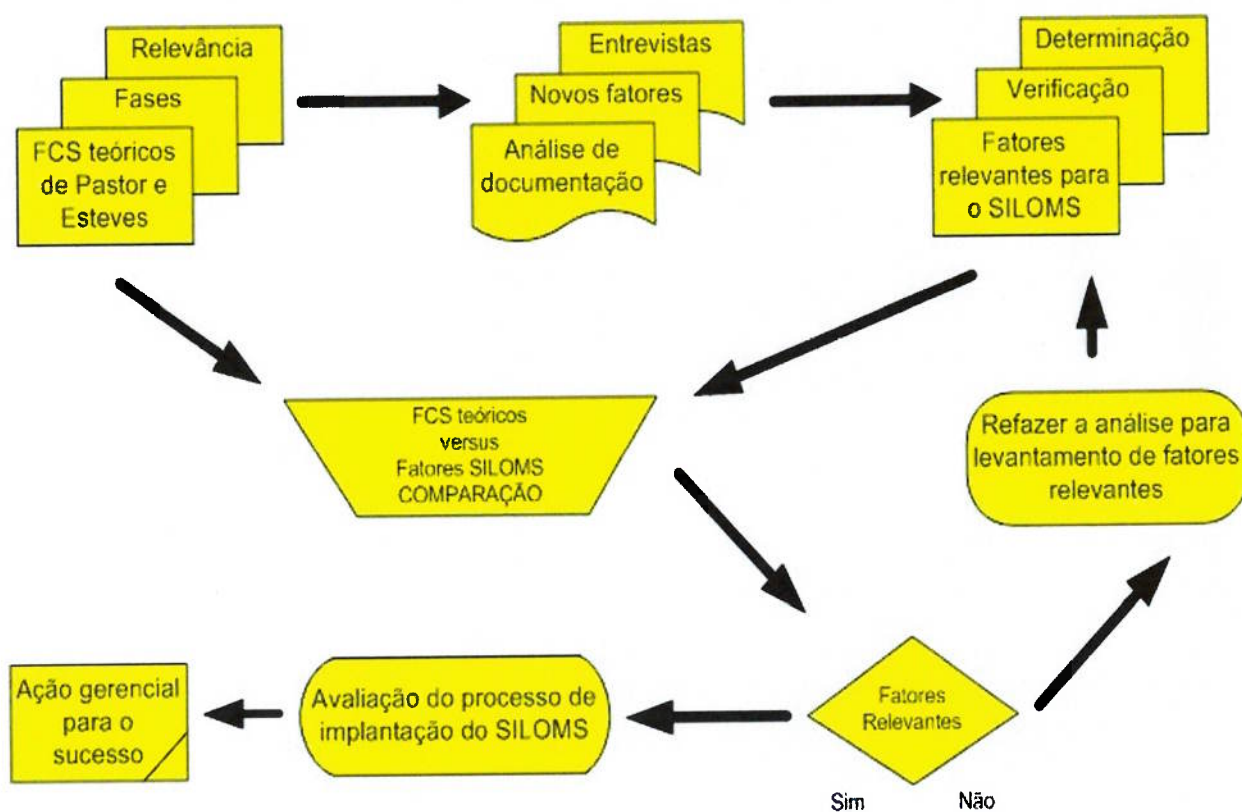 Relevância
Fases
FCS teóricos
de Pastor e
Esteves
Entrevistas
Novos fatores
Análise de
documentação
Determinação
Verificação
Fatores
relevantes para
o SILOMS
FCS teóricos
versus
Fatores SILOMS
COMPARAÇÃO
Refazer a análise para
levantamento de fatores
relevantes
Ação gerencial
para o
sucesso
Avaliação do processo de
implantação do SILOMS
Fatores
Relevantes
Sim
Não